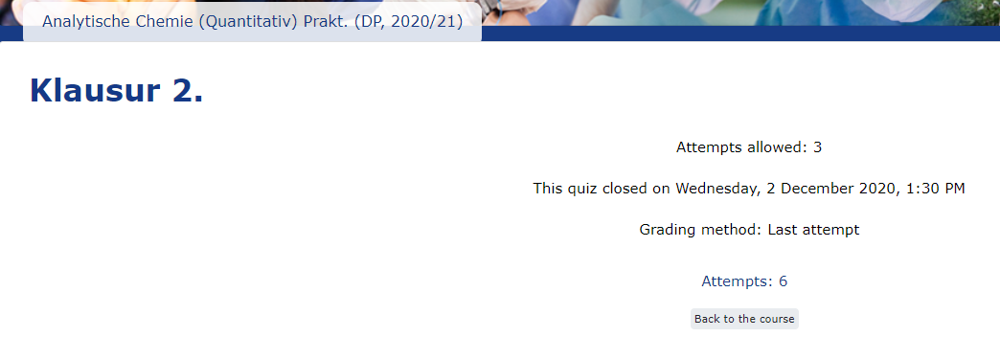 Analytische Chemie (Quantitativ) Prakt. (DP, 2020/21)
Klausur 2.
Attempts allowed: 3
This quiz closed on Wednesday, 2 December 2020, 1:30 PM
Grading method: Last attempt
Attempts: 6
Back to the course